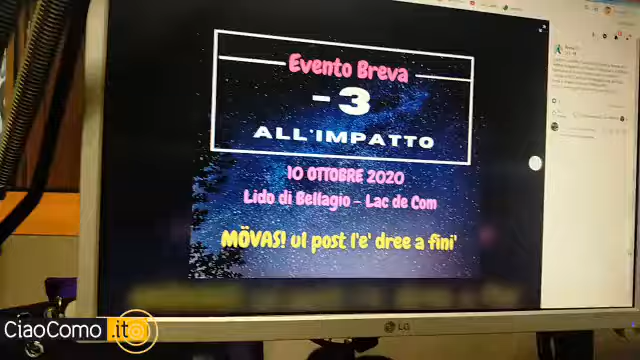 Evento Breva
-3
ALL'IMPATTO
10 OTTOBRE 2020
Lido di Bellagio - Lac de Com
MÖVAS! ul post l'e' dree a fini'
LG
CiaoComo.it